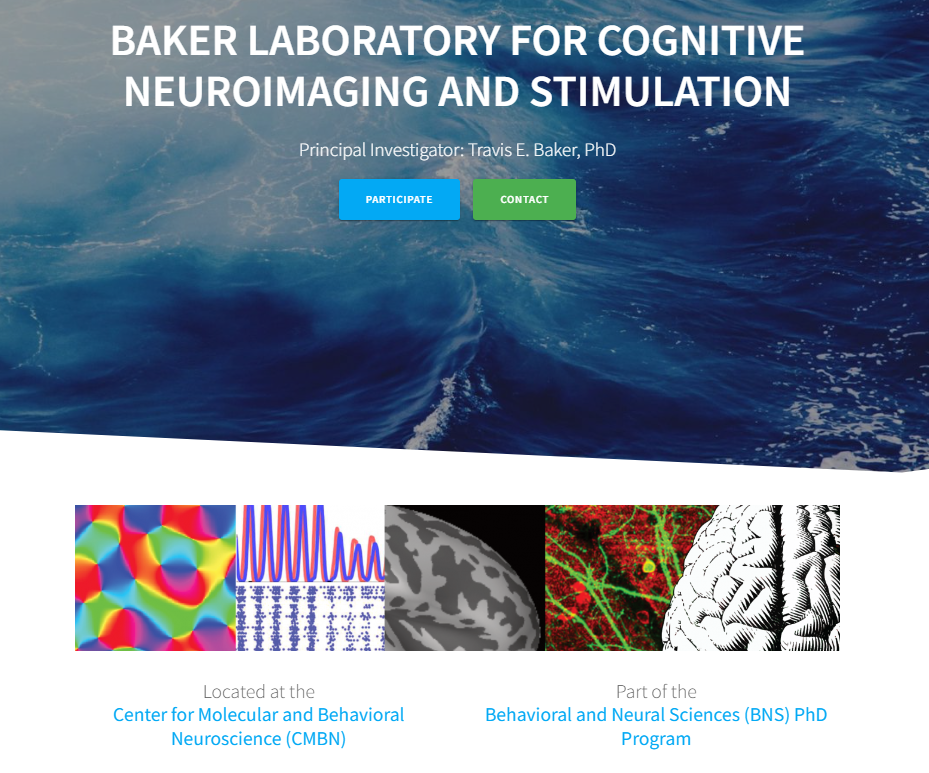 BAKER LABORATORY FOR COGNITIVE
NEUROIMAGING AND STIMULATION
Principal Investigator: Travis E. Baker, PhD
PARTICIPATE
CONTACT
Located at the
Center for Molecular and Behavioral
Neuroscience (CMBN)
Part of the
Behavioral and Neural Sciences (BNS) PhD
Program